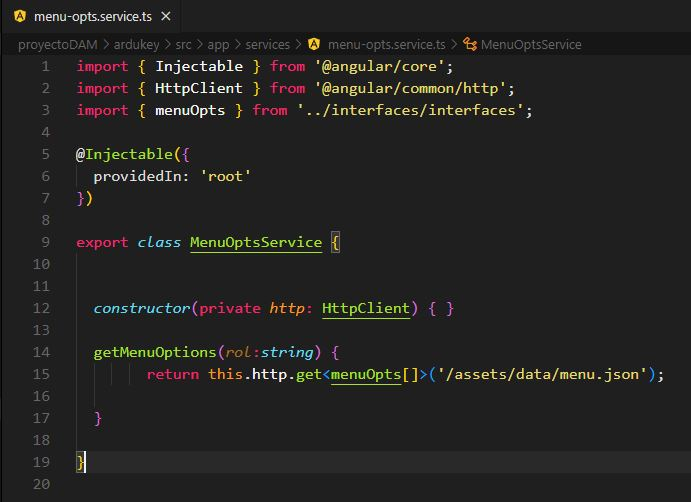 menu-opts.service.ts ×
proyectoDAM > ardukey > src > app > services > menu-opts.service.ts > MenuOptsService
1 import { Injectable } from '@angular/core';
2 import { HttpClient } from '@angular/common/http';
3 import { menuOpts } from '../interfaces/interfaces';
4
5 @Injectable({
6   providedIn: 'root'
7 })
8
9 export class MenuOptsService {
10
11
12   constructor(private http: HttpClient) { }
13
14   getMenuOptions(rol:string) {
15         return this.http.get<menuOpts[]>('/assets/data/menu.json');
16
17   }
18
19 }
20